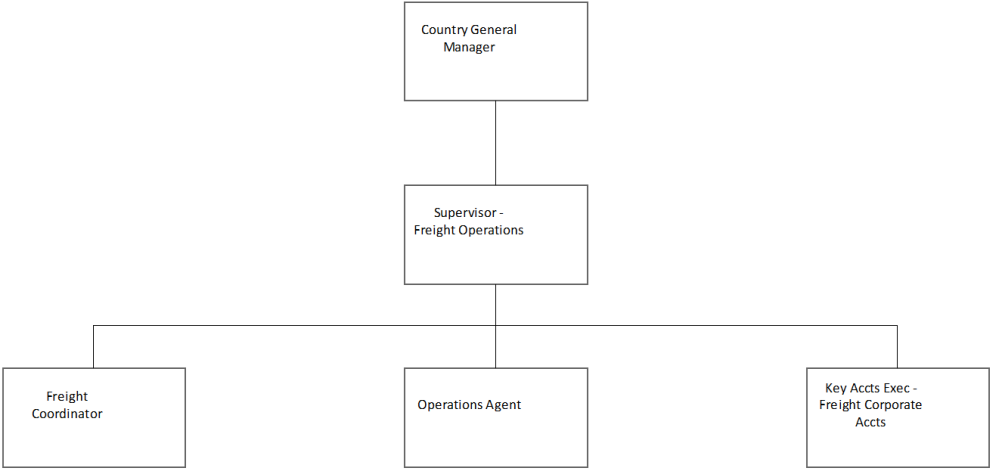 Country General
Manager
Supervisor -
Freight Operations
Freight
Coordinator
Operations Agent
Key Accts Exec -
Freight Corporate
Accts